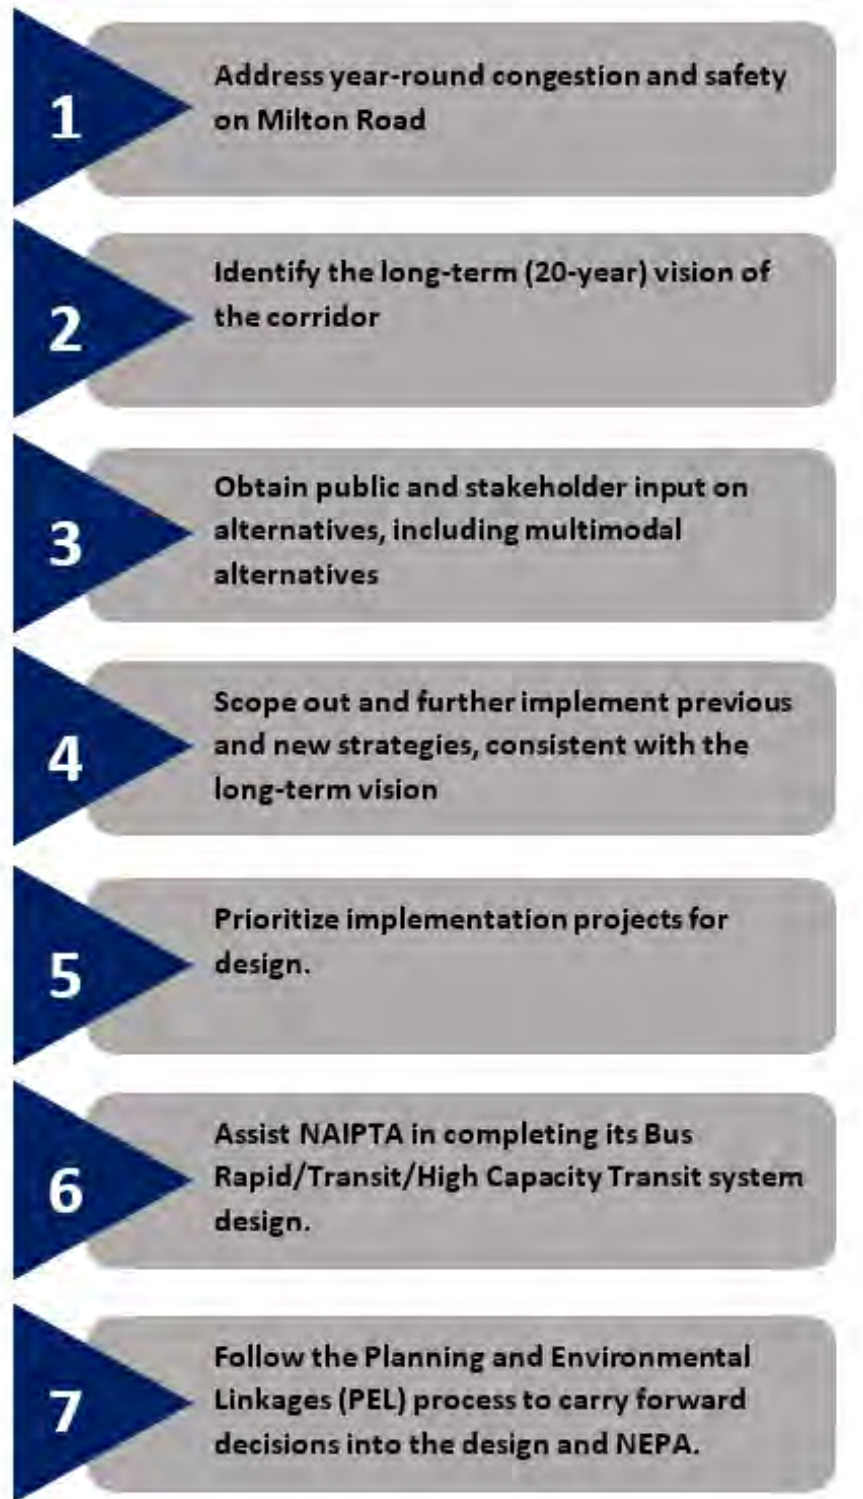 1
Address year-round congestion and safety
on Milton Road
2
Identify the long-term (20-year) vision of
the corridor
3
Obtain public and stakeholder input on
alternatives, including multimodal
alternatives
4
Scope out and further implement previous
and new strategies, consistent with the
long-term vision
5
Prioritize implementation projects for
design.
6
Assist NAIPTA in completing its Bus
Rapid/Transit/High Capacity Transit system
design.
7
Follow the Planning and Environmental
Linkages (PEL) process to carry forward
decisions into the design and NEPA.